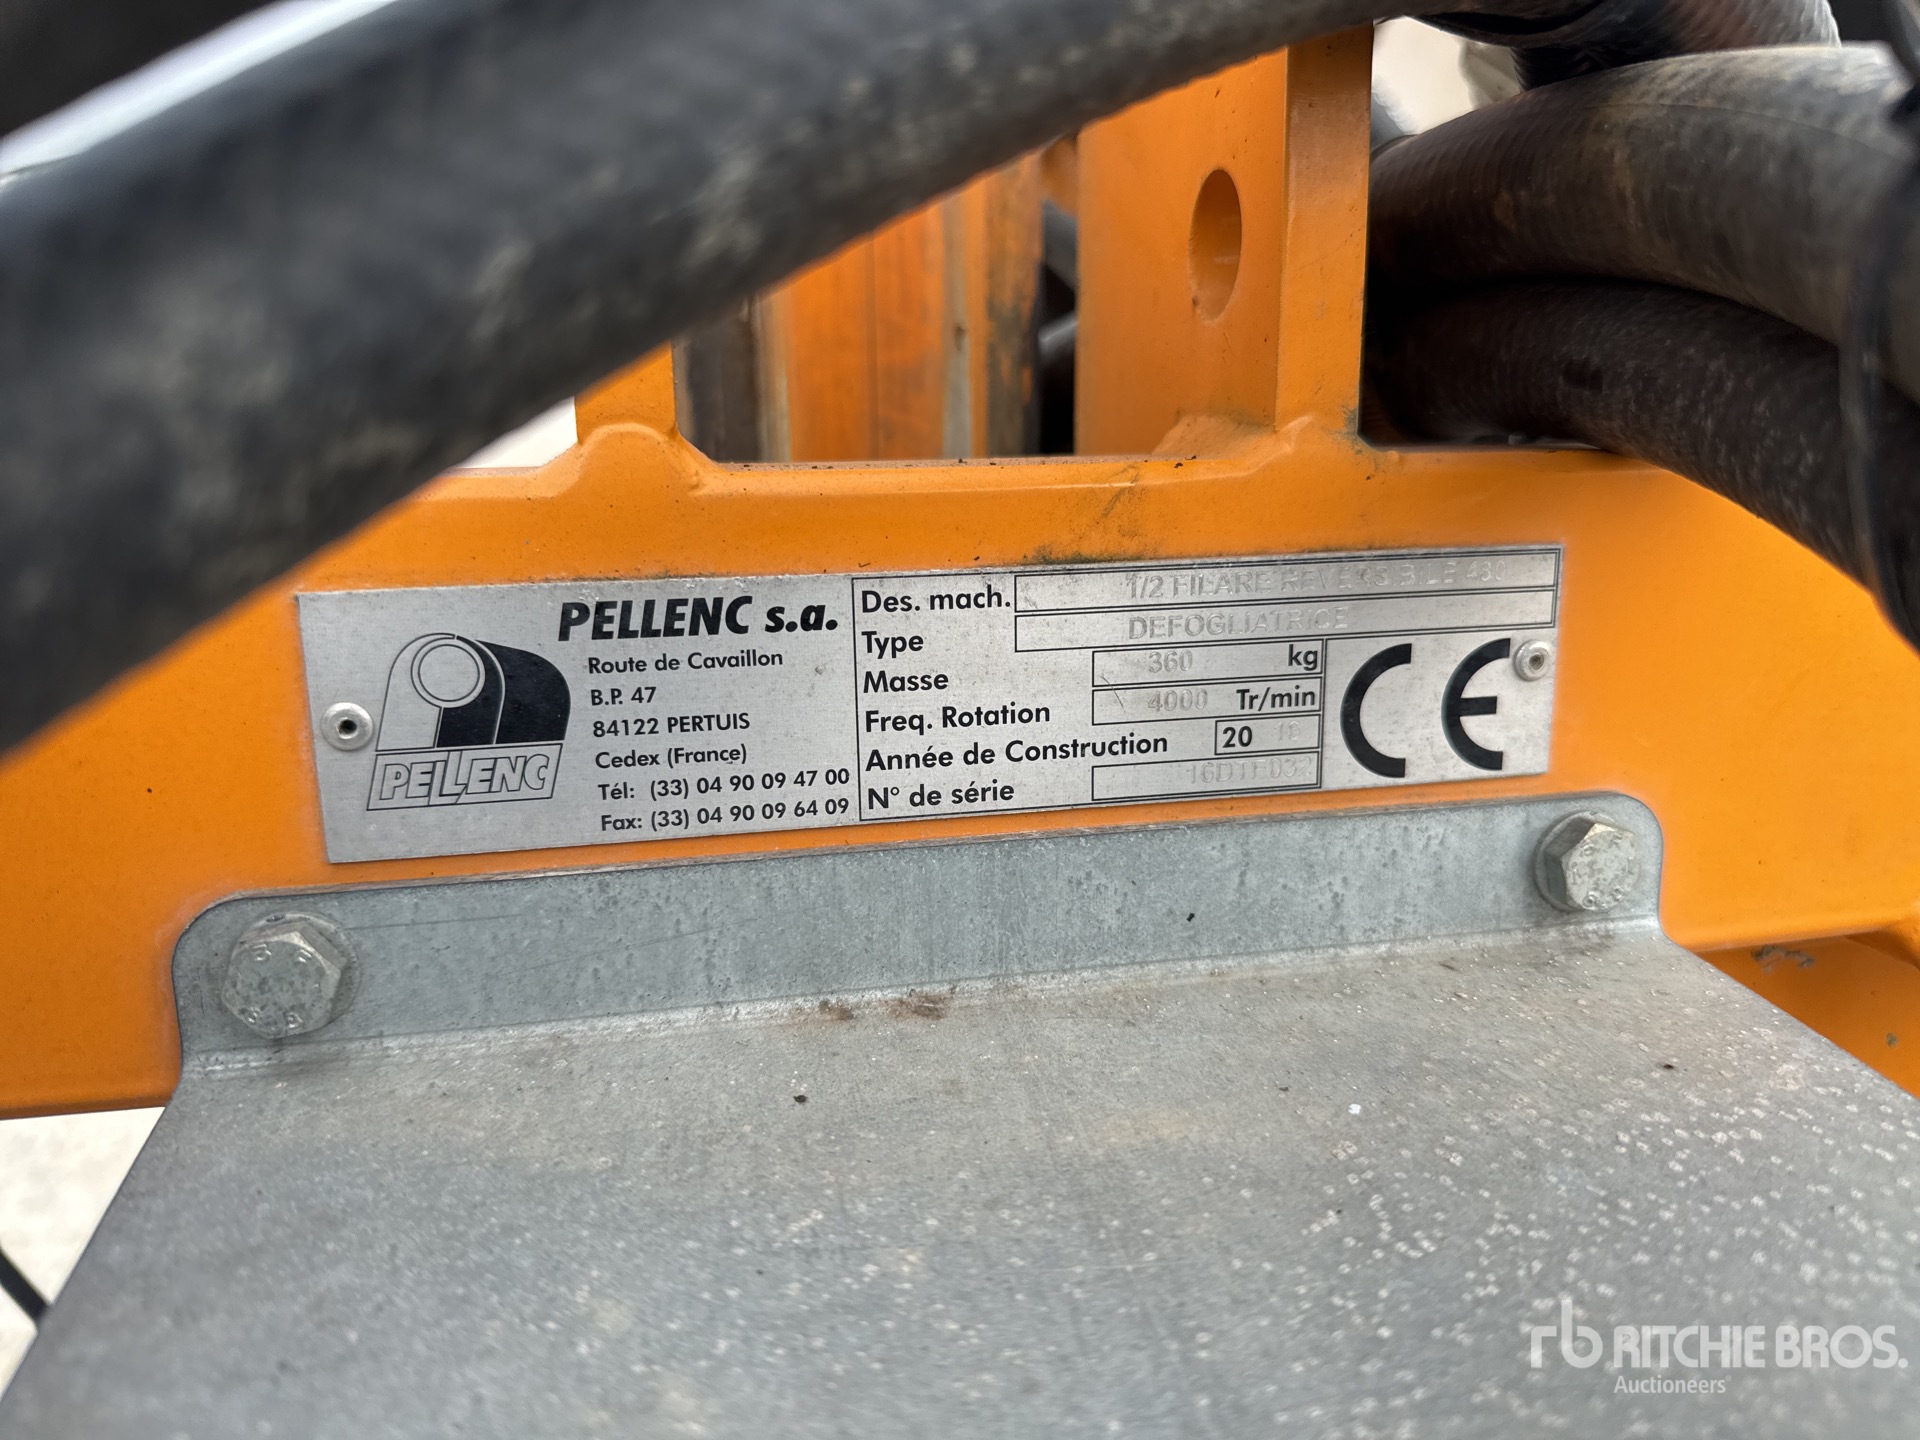 PELLENC s.a.
Route de Cavaillon
B.P. 47
84122 PERTUIS
Cedex (France)
Tél: (33) 04 90 09 47 00
Fax: (33) 04 90 09 64 09
PELLENC
Des. mach. 1/2 FILARE REVERSIBILE 430
Type DEFOGLIATRICE
Masse 360 kg
Freq. Rotation 4000 Tr/min
Année de Construction 20
N° de série
CE
rb RITCHIE BROS.
Auctioneers